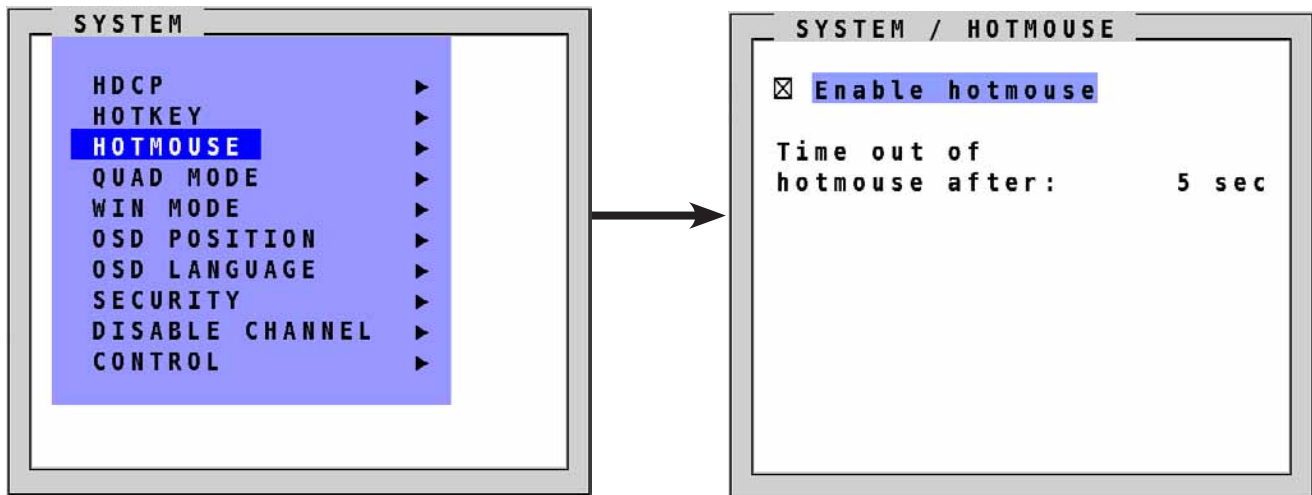 SYSTEM
HDCP ►
HOTKEY ►
HOTMOUSE ►
QUAD MODE ►
WIN MODE ►
OSD POSITION ►
OSD LANGUAGE ►
SECURITY ►
DISABLE CHANNEL ►
CONTROL ►
SYSTEM / HOTMOUSE
☒ Enable hotmouse
Time out of
hotmouse after: 5 sec